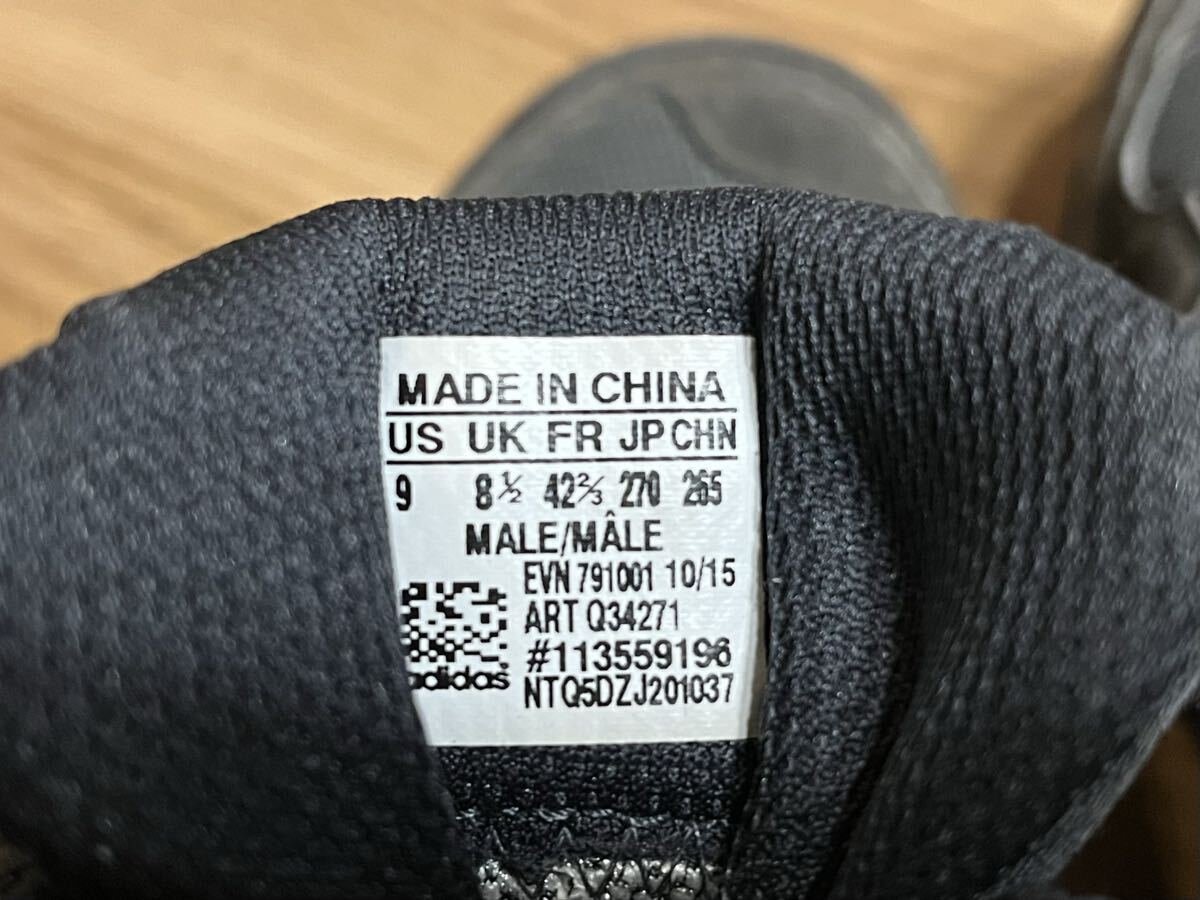 MADE IN CHINA
US UK FR JP CHN
9 8½ 42⅔ 270 265
MALE/MÂLE
EVN 791001 10/15
ART Q34271
#113559196
adidas®
NTQ5DZJ201037